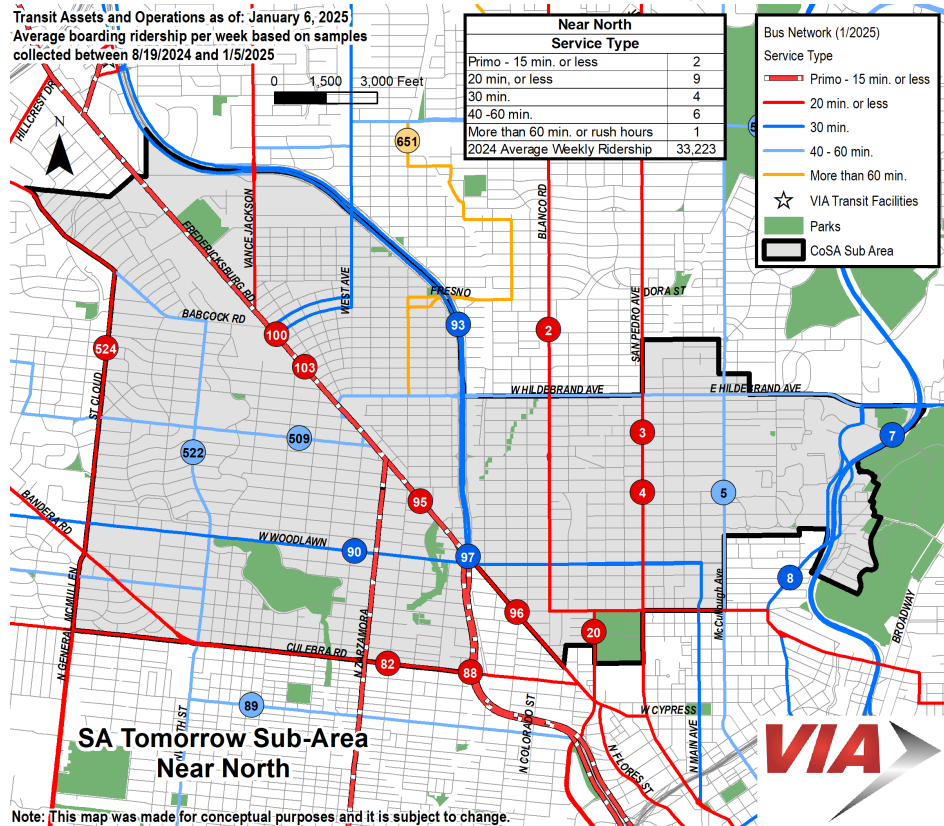 Transit Assets and Operations as of: January 6, 2025
Average boarding ridership per week based on samples
collected between 8/19/2024 and 1/5/2025
Near North
Service Type
Primo - 15 min. or less 2
20 min, or less 9
30 min. 4
40 -60 min. 6
More than 60 min. or rush hours 1
2024 Average Weekly Ridership 33,223
Bus Network (1/2025)
Service Type
Primo - 15 min. or less
20 min. or less
30 min.
40 - 60 min.
More than 60 min.
VIA Transit Facilities
Parks
CoSA Sub Area
0 1,500 3,000 Feet
N
HILLCREST DR
651
VANCE JACKSON
BLANCO RD
FREDERICKSBURG RD
WEST AVE
FRESNO
DORA ST
SAN PEDRO AVE
BABCOCK RD
93
100
2
2
524
103
ST CLOUD
W HILDEBRAND AVE
E HILDEBRAND AVE
509
522
3
7
95
4
5
BANDERA RD
W WOODLAWN
90
97
8
N GENERAL MCMULLEN
McCullough Ave
BROADWAY
96
20
CULEBRA RD
N ZARZAMORA
82
88
89
N COLORADO ST
W CYPRESS
N MAIN AVE
N FLORES ST
SA Tomorrow Sub-Area
Near North
VIA
Note: This map was made for conceptual purposes and it is subject to change.